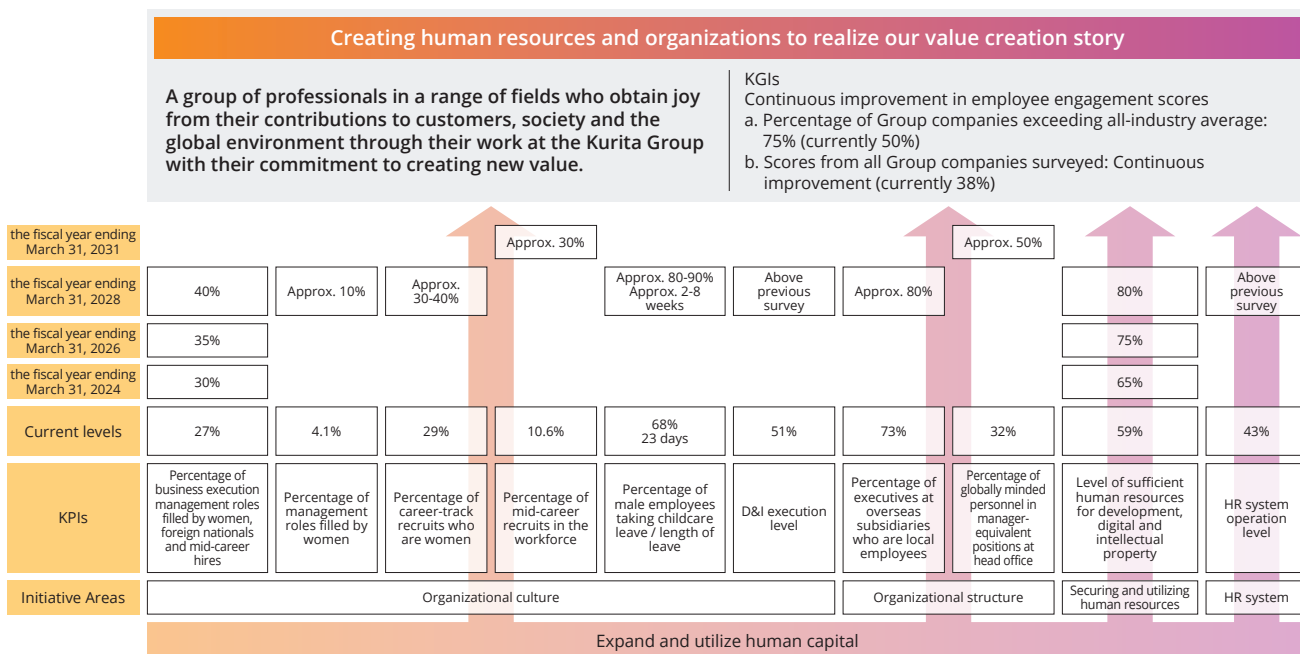 Creating human resources and organizations to realize our value creation story
A group of professionals in a range of fields who obtain joy
from their contributions to customers, society and the
global environment through their work at the Kurita Group
with their commitment to creating new value.
KGIs
Continuous improvement in employee engagement scores
a. Percentage of Group companies exceeding all-industry average:
75% (currently 50%)
b. Scores from all Group companies surveyed: Continuous
improvement (currently 38%)
the fiscal year ending
March 31, 2031
Approx. 30%
Approx. 50%
the fiscal year ending
March 31, 2028
40%
Approx. 10%
Approx.
30-40%
Approx. 80-90%
Approx. 2-8
weeks
Above
previous
survey
Approx. 80%
80%
Above
previous
survey
the fiscal year ending
March 31, 2026
35%
75%
the fiscal year ending
March 31, 2024
30%
65%
Current levels
27%
4.1%
29%
10.6%
68%
23 days
51%
73%
32%
59%
43%
KPIs
Percentage of
business execution
management roles
filled by women,
foreign nationals
and mid-career
hires
Percentage of
management
roles filled by
women
Percentage of
career-track
recruits who
are women
Percentage of
mid-career
recruits in the
workforce
Percentage of
male employees
taking childcare
leave / length of
leave
D&I execution
level
Percentage of
executives at
overseas
subsidiaries
who are local
employees
Percentage of
globally minded
personnel in
manager-
equivalent
positions at
head office
Level of sufficient
human resources
for development,
digital and
intellectual
property
HR system
operation
level
Initiative Areas
Organizational culture
Organizational structure
Securing and utilizing
human resources
HR system
Expand and utilize human capital